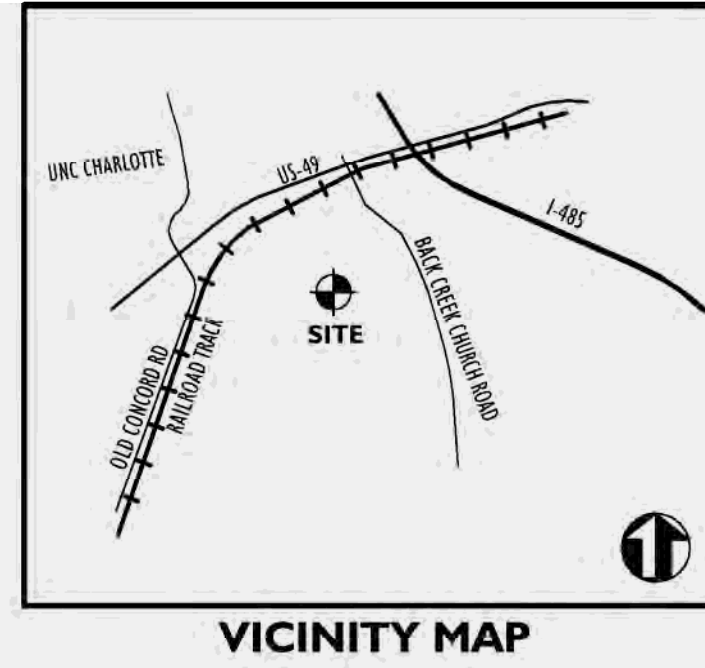 UNC CHARLOTTE
US-49
I-485
BACK CREEK CHURCH ROAD
SITE
OLD CONCORD RD
RAILROAD TRACK
VICINITY MAP